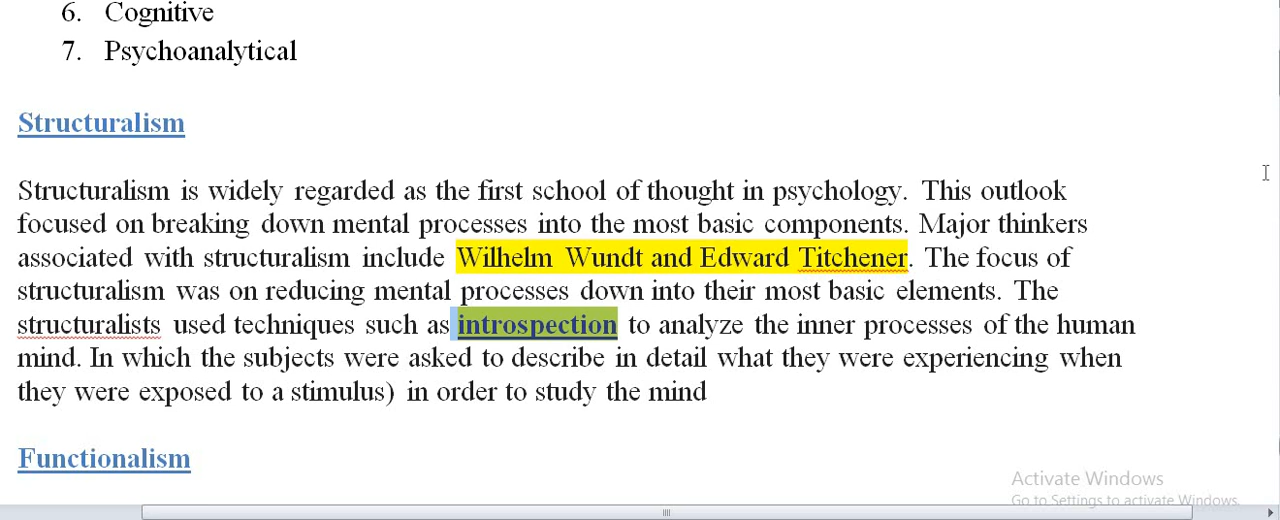 6. Cognitive
7. Psychoanalytical
Structuralism
Structuralism is widely regarded as the first school of thought in psychology. This outlook
focused on breaking down mental processes into the most basic components. Major thinkers
associated with structuralism include Wilhelm Wundt and Edward Titchener. The focus of
structuralism was on reducing mental processes down into their most basic elements. The
structuralists used techniques such as introspection to analyze the inner processes of the human
mind. In which the subjects were asked to describe in detail what they were experiencing when
they were exposed to a stimulus) in order to study the mind
Functionalism
Activate Windows
Go to Settings to activate Windows.